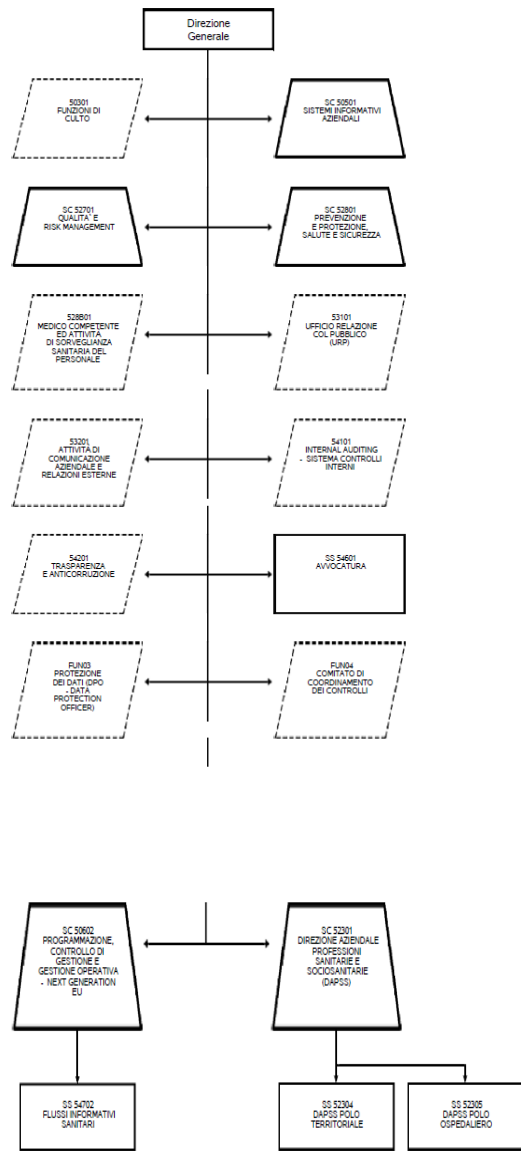 Direzione
Generale
50301
FUNZIONI DI
CULTO
SC 50501
SISTEMI INFORMATIVI
AZIENDALI
SC 52701
QUALITA' E
RISK MANAGEMENT
SC 52801
PREVENZIONE
E PROTEZIONE,
SALUTE E SICUREZZA
528B01
MEDICO COMPETENTE
ED ATTIVITÀ
DI SORVEGLIANZA
SANITARIA DEL
PERSONALE
53101
UFFICIO RELAZIONE
COL PUBBLICO
(URP)
53201
ATTIVITÀ DI
COMUNICAZIONE
AZIENDALE E
RELAZIONI ESTERNE
54101
INTERNAL AUDITING
- SISTEMA CONTROLLI
INTERNI
54201
TRASPARENZA
E ANTICORRUZIONE
SS 54601
AVVOCATURA
FUN03
PROTEZIONE
DEI DATI (DPO
- DATA
PROTECTION
OFFICER)
FUN04
COMITATO DI
COORDINAMENTO
DEI CONTROLLI
SC 50602
PROGRAMMAZIONE,
CONTROLLO DI
GESTIONE E
GESTIONE OPERATIVA
- NEXT GENERATION
EU
SC 52301
DIREZIONE AZIENDALE
PROFESSIONI
SANITARIE E
SOCIOSANITARIE
(DAPSS)
SS 54702
FLUSSI INFORMATIVI
SANITARI
SS 52304
DAPSS POLO
TERRITORIALE
SS 52305
DAPSS POLO
OSPEDALIERO